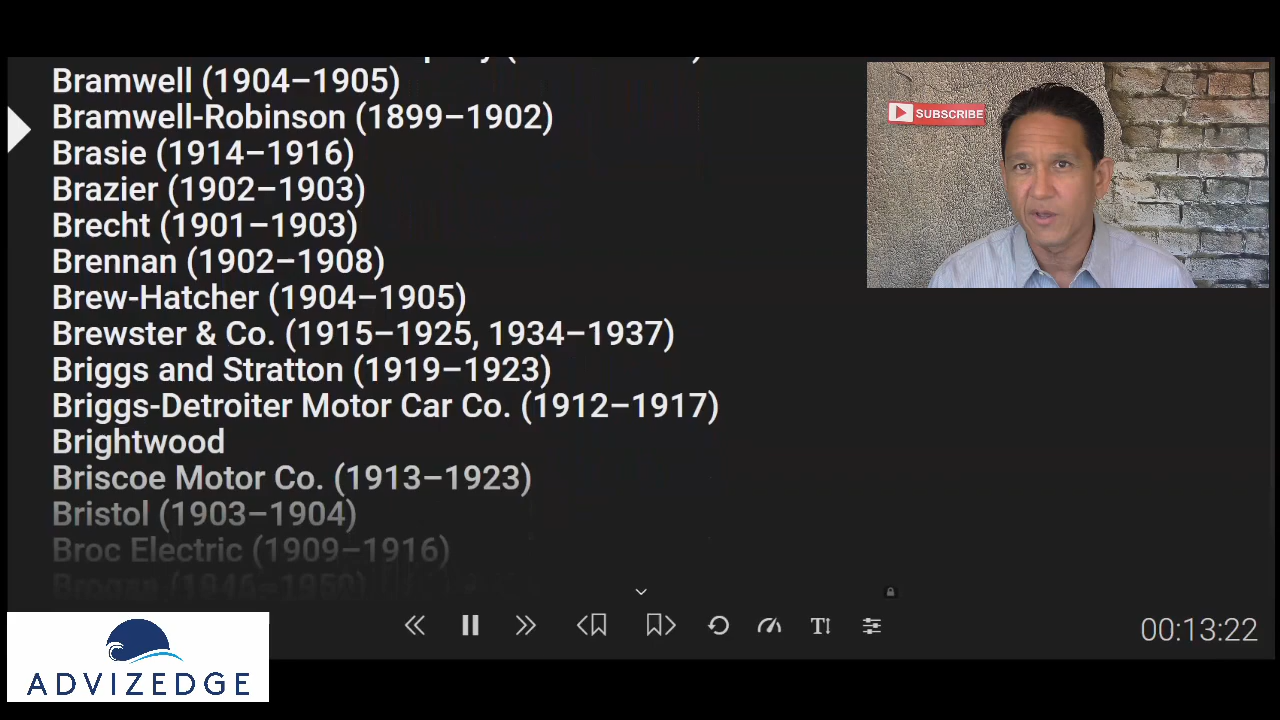 Bramwell (1904–1905)
Bramwell-Robinson (1899–1902)
Brasie (1914–1916)
Brazier (1902–1903)
Brecht (1901–1903)
Brennan (1902–1908)
Brew-Hatcher (1904–1905)
Brewster & Co. (1915–1925, 1934–1937)
Briggs and Stratton (1919–1923)
Briggs-Detroiter Motor Car Co. (1912–1917)
Brightwood
Briscoe Motor Co. (1913–1923)
Bristol (1903–1904)
Broc Electric (1909–1916)
SUBSCRIBE
00:13:22
ADVIZEDGE